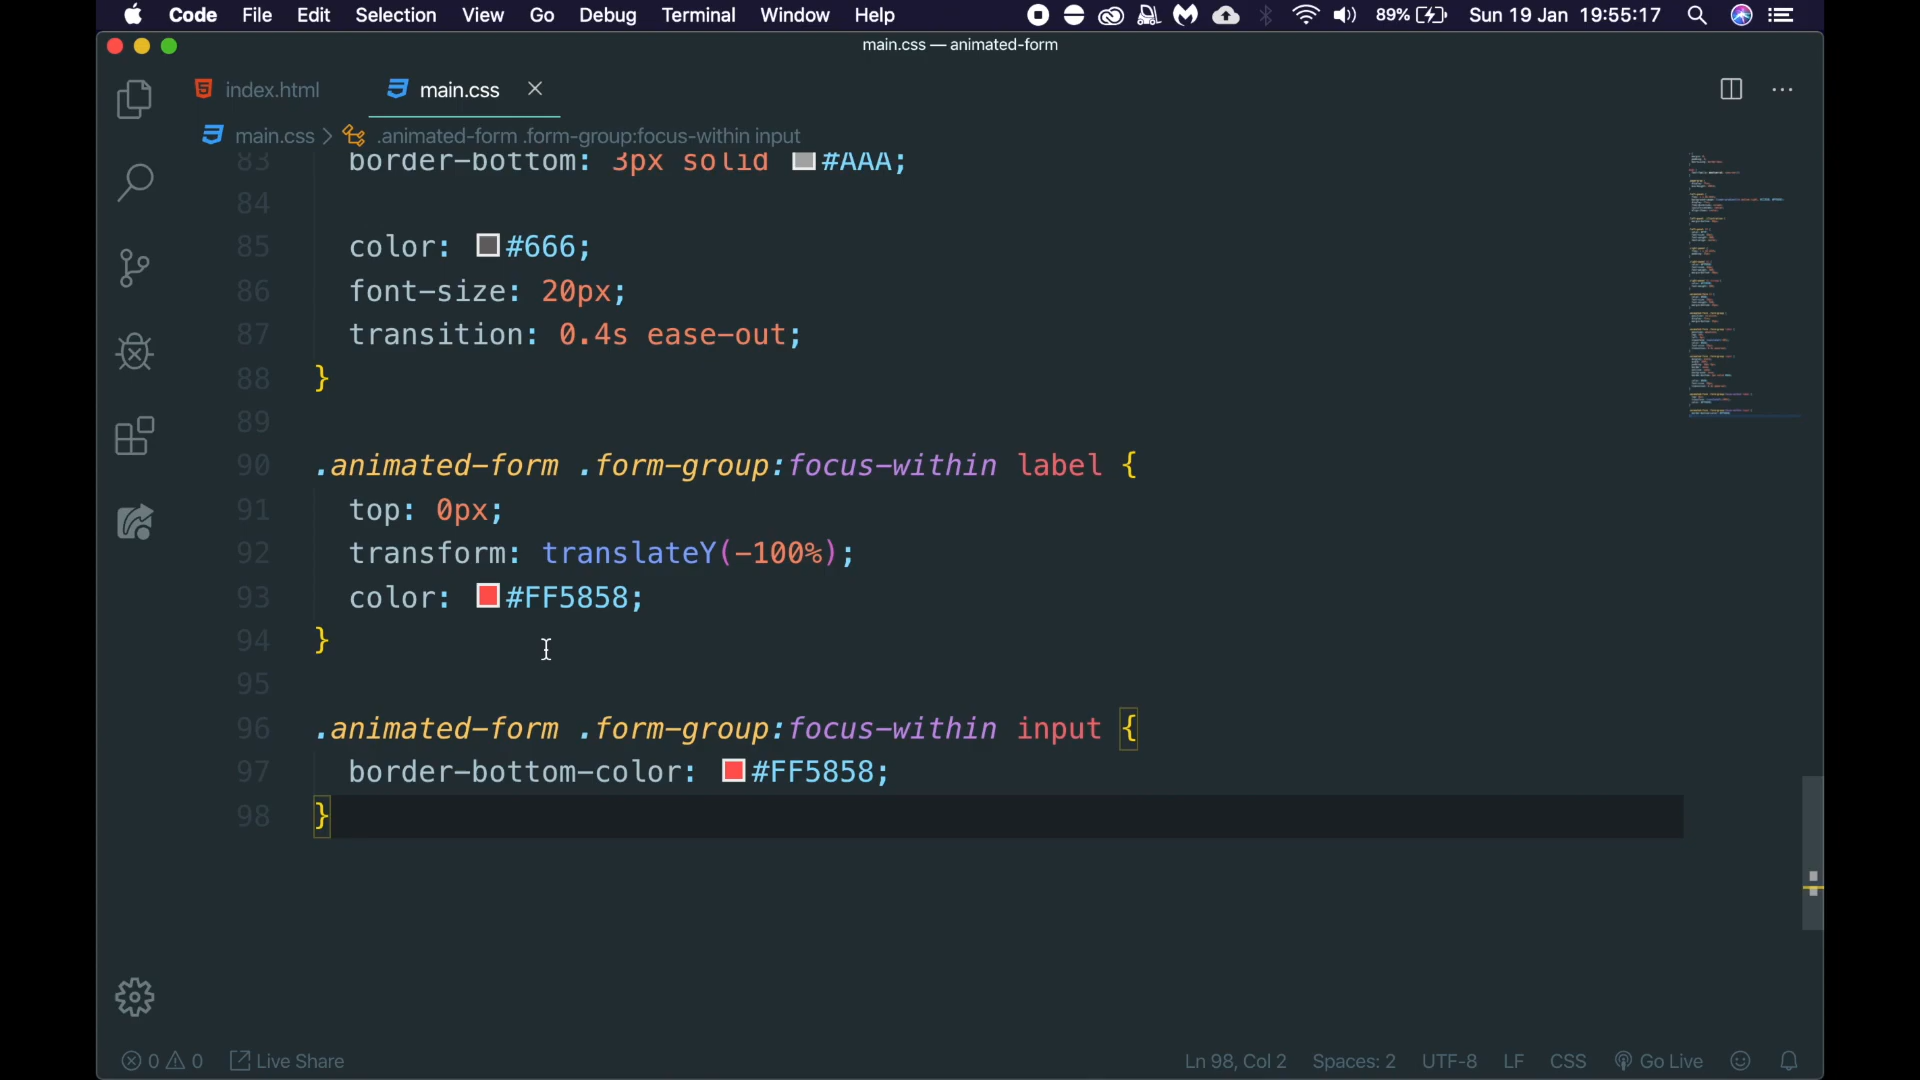 Code File Edit Selection View Go Debug Terminal Window Help 89% Sun 19 Jan 19:55:17
main.css — animated-form
index.html main.css
main.css > .animated-form .form-group:focus-within input
83 border-bottom: 3px solid #AAA;
84
85 color: #666;
86 font-size: 20px;
87 transition: 0.4s ease-out;
88 }
89
90 .animated-form .form-group:focus-within label {
91 top: 0px;
92 transform: translateY(-100%);
93 color: #FF5858;
94 }
95
96 .animated-form .form-group:focus-within input {
97 border-bottom-color: #FF5858;
98 }
0 0 Live Share Ln 98, Col 2 Spaces: 2 UTF-8 LF CSS Go Live